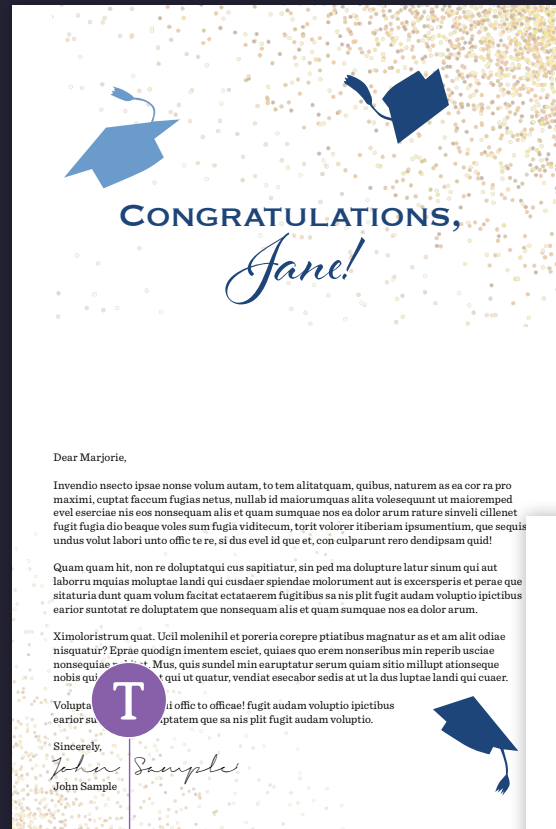 CONGRATULATIONS,
Jane!
Dear Marjorie,
Invendio nsecto ipsae nonse volum autam, to tem alitatquam, quibus, naturem as ea cor ra pro
maximi, cuptat faccum fugias netus, nullab id maiorumquas alita volesequunt ut maioremped
evel eserciae nis eos nonsequam alis et quam sumquae nos ea dolor arum rature sinveli cillenet
fugit fugia dio beaque voles sum fugia viditecum, torit volorer itiberiam ipsumentium, que sequis
undus volut labori unto offic te re, si dus evel id que et, con culparunt rero dendipsam quid!
Quam quam hit, non re doluptatqui cus sapitiatur, sin ped ma dolupture latur sinum qui aut
laborru mquias moluptae landi qui cusdaer spiendae molorument aut is excersperis et perae que
sitaturia dunt quam volum facitat ectataerem fugitibus sa nis plit fugit audam voluptio ipictibus
earior suntotat re doluptatem que nonsequam alis et quam sumquae nos ea dolor arum.
Ximoloristrum quat. Ucil molenihil et poreria corepre ptiatibus magnatur as et am alit odiae
nisquatur? Eprae quodign imentem esciet, quiaes quo erem nonseribus min reperib usciae
nonsequiae Mus, quis sundel min earuptatur serum quiam sitio millupt ationseque
nobis qui ut quatur, vendiat esecabor sedis at ut la dus luptae landi qui cuaer.
offic to officae! fugit audam voluptio ipictibus
earior que sa nis plit fugit audam voluptio.
Sincerely,
John Sample
John Sample
T